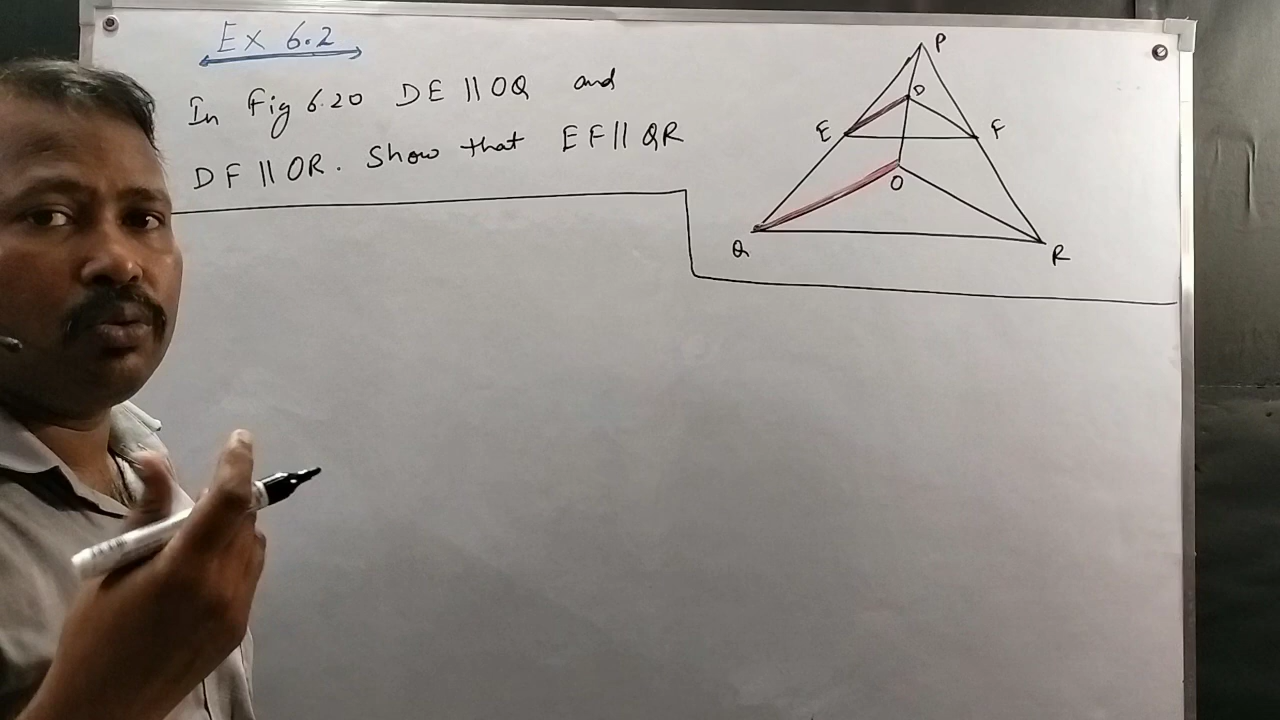 Ex 6.2
In Fig 6.20 DE || OQ and
DF || OR. Show that EF || QR
P
D
E
F
O
Q
R